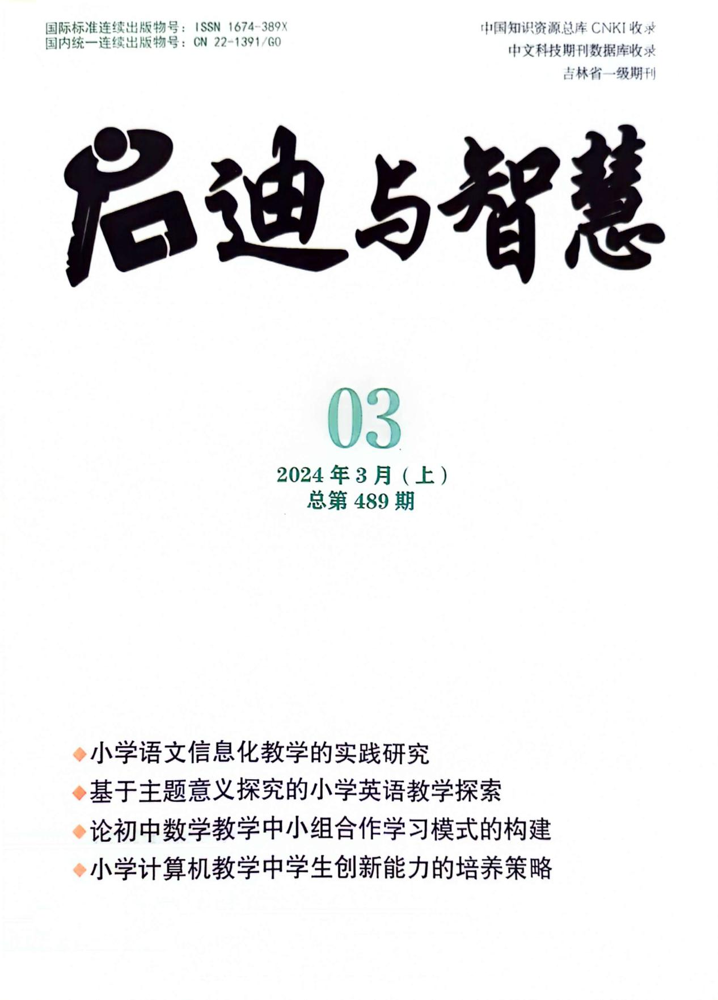 国际标准连续出版物号：ISSN 1674-389X
国内统一连续出版物号：CN 22-1391/G0
中国知识资源总库 CNKI 收录
中文科技期刊数据库收录
吉林省一级期刊
启迪与智慧
03
2024 年 3 月（上）
总第 489 期
◆小学语文信息化教学的实践研究
◆基于主题意义探究的小学英语教学探索
◆论初中数学教学中小组合作学习模式的构建
◆小学计算机教学中学生创新能力的培养策略